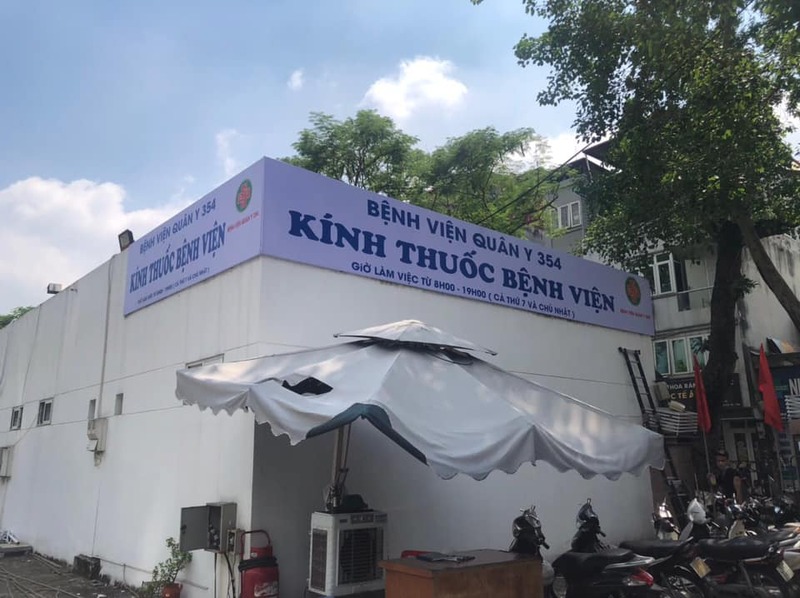 BỆNH VIỆN QUÂN Y 354
KÍNH THUỐC BỆNH VIỆN
BỆNH VIỆN QUÂN Y 354
KÍNH THUỐC BỆNH VIỆN
GIỜ LÀM VIỆC TỪ 8H00 - 19H00 ( CẢ THỨ 7 VÀ CHỦ NHẬT )